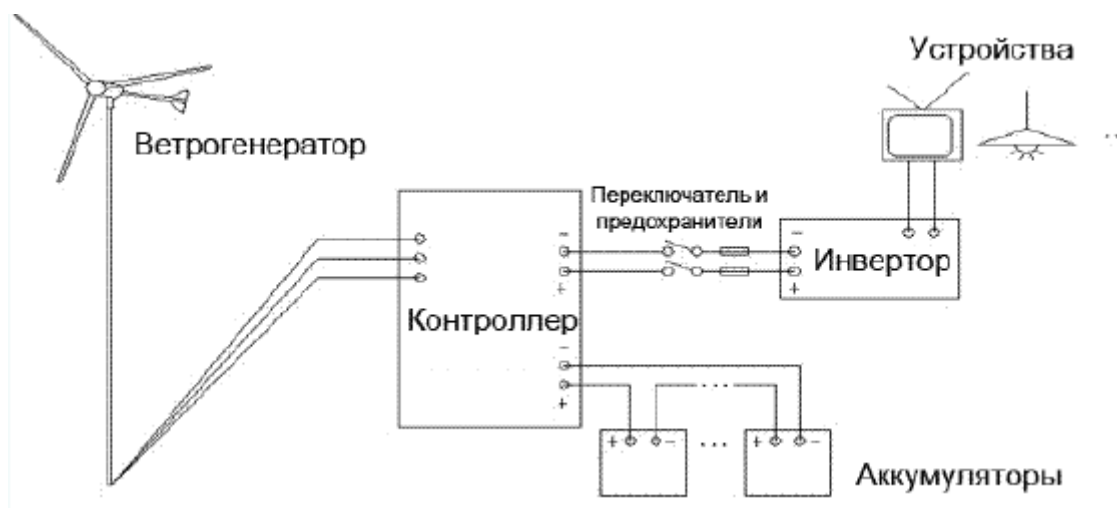 Устройства
Ветрогенератор
Переключатель и
предохранители
Инвертор
Контроллер
Аккумуляторы
- + - +
- +
+ - ... + -
...